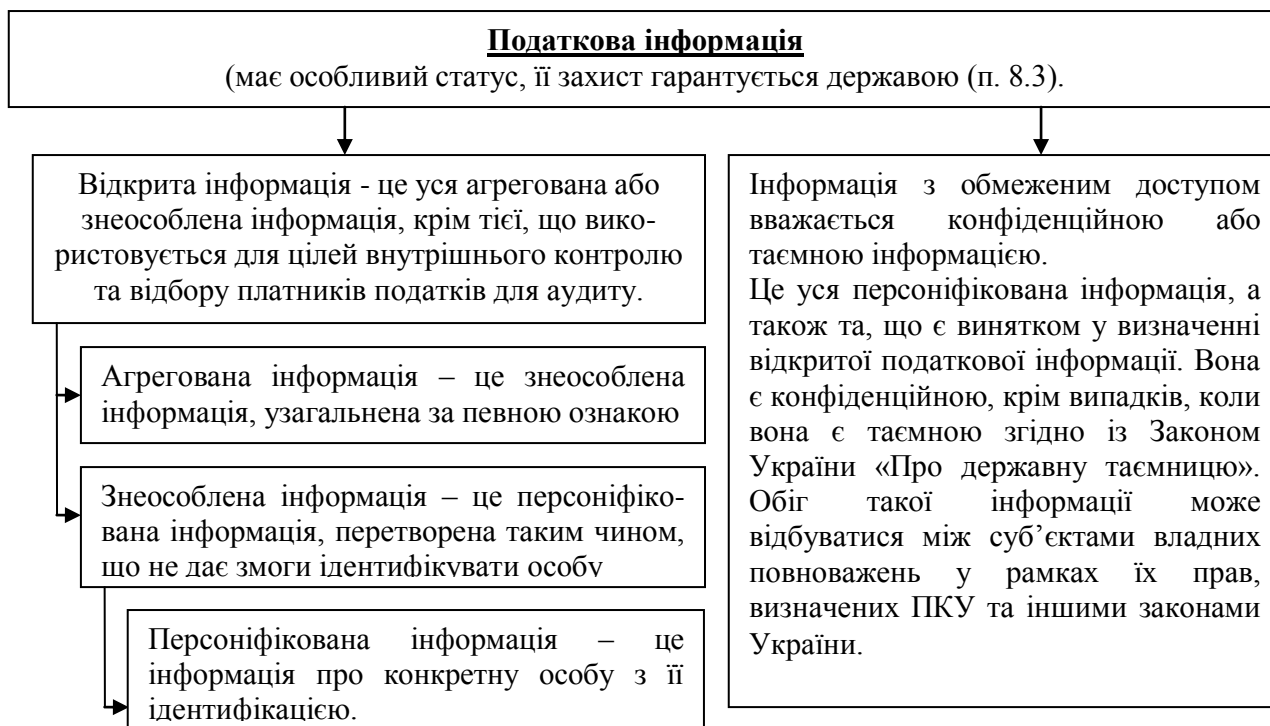 Податкова інформація
(має особливий статус, її захист гарантується державою (п. 8.3).
Відкрита інформація - це уся агрегована або
знеособлена інформація, крім тієї, що вико-
ристовується для цілей внутрішнього контролю
та відбору платників податків для аудиту.
Агрегована інформація – це знеособлена
інформація, узагальнена за певною ознакою
Знеособлена інформація – це персоніфіко-
вана інформація, перетворена таким чином,
що не дає змоги ідентифікувати особу
Персоніфікована інформація – це
інформація про конкретну особу з її
ідентифікацією.
Інформація з обмеженим доступом
вважається конфіденційною або
таємною інформацією.
Це уся персоніфікована інформація, а
також та, що є винятком у визначенні
відкритої податкової інформації. Вона
є конфіденційною, крім випадків, коли
вона є таємною згідно із Законом
України «Про державну таємницю».
Обіг такої інформації може
відбуватися між суб’єктами владних
повноважень у рамках їх прав,
визначених ПКУ та іншими законами
України.